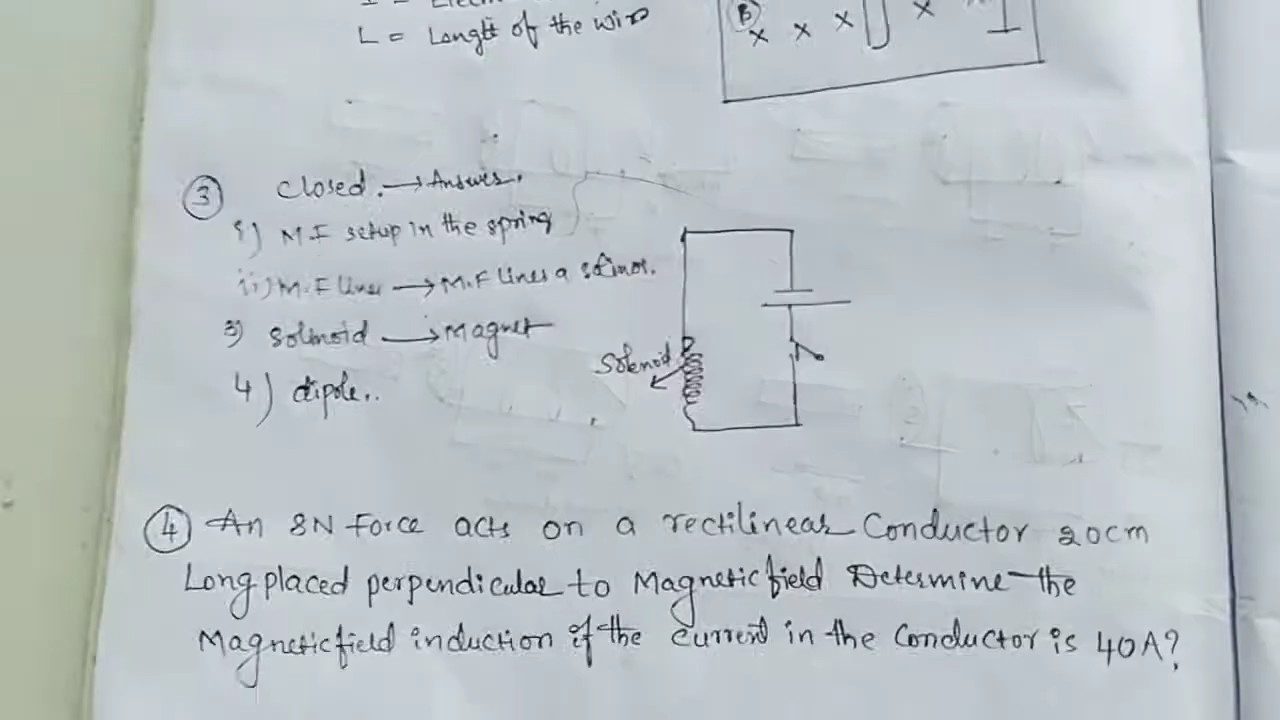 L = Length of the wire
B
③ closed. → Answer.
i) M.F setup in the spring
ii) M.F lines → M.F lines a
3) Solenoid → Magnet
Solenoid
4) dipole..
④ An 8N Force acts on a rectilinear Conductor 20cm
Long placed perpendicular to Magnetic field Determine the
Magnetic field induction if the current in the Conductor is 40A?